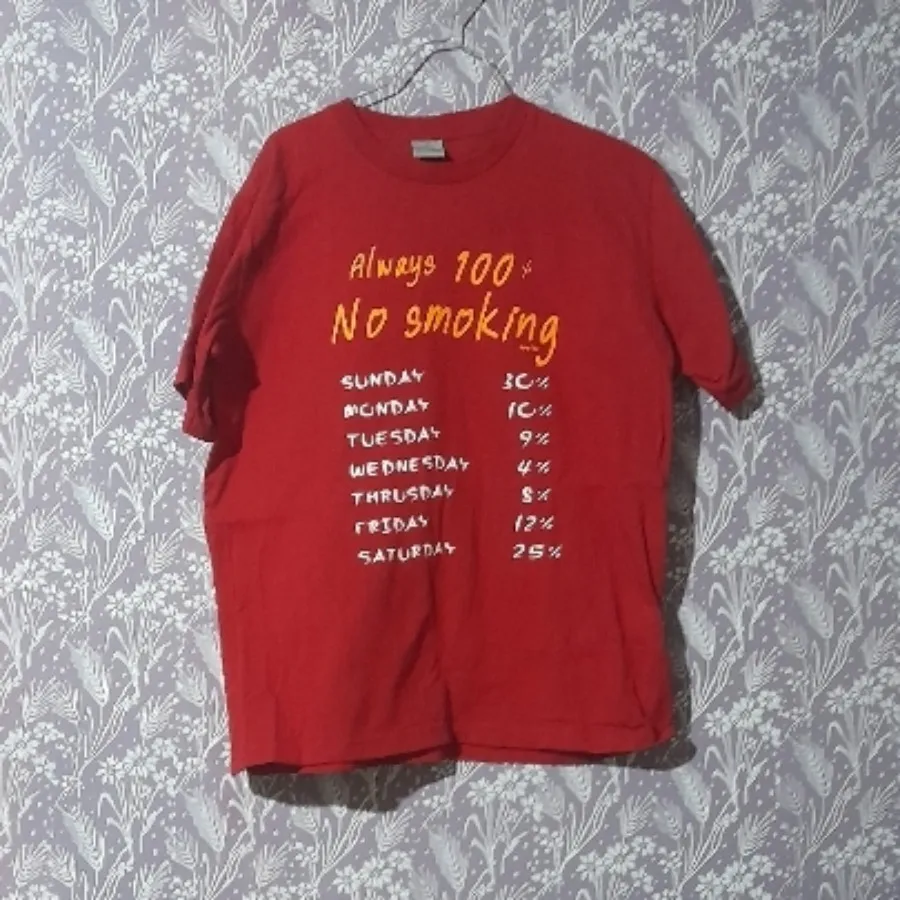 Always 100%
No smoking
SUNDAY 30%
MONDAY 10%
TUESDAY 9%
WEDNESDAY 4%
THRUSDAY 8%
FRIDAY 12%
SATURDAY 25%